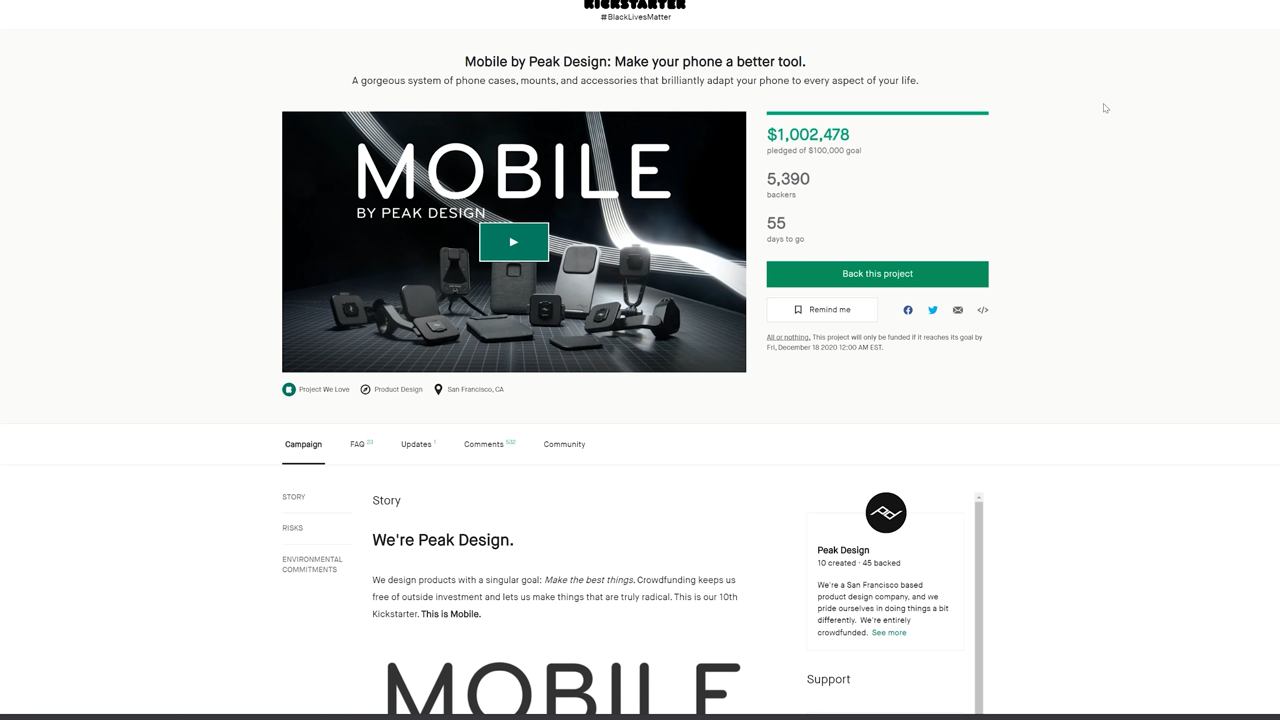 KICKSTARTER
#BlackLivesMatter
Mobile by Peak Design: Make your phone a better tool.
A gorgeous system of phone cases, mounts, and accessories that brilliantly adapt your phone to every aspect of your life.
MOBILE
BY PEAK DESIGN
$1,002,478
pledged of $100,000 goal
5,390
backers
55
days to go
Back this project
Remind me
All or nothing. This project will only be funded if it reaches its goal by
Fri, December 18 2020 12:00 AM EST.
Project We Love
Product Design
San Francisco, CA
Campaign
FAQ 23
Updates 1
Comments 532
Community
STORY
RISKS
ENVIRONMENTAL
COMMITMENTS
Story
We're Peak Design.
We design products with a singular goal: Make the best things. Crowdfunding keeps us
free of outside investment and lets us make things that are truly radical. This is our 10th
Kickstarter. This is Mobile.
MOBILE
Peak Design
10 created · 45 backed
We're a San Francisco based
product design company, and we
pride ourselves in doing things a bit
differently. We're entirely
crowdfunded. See more
Support